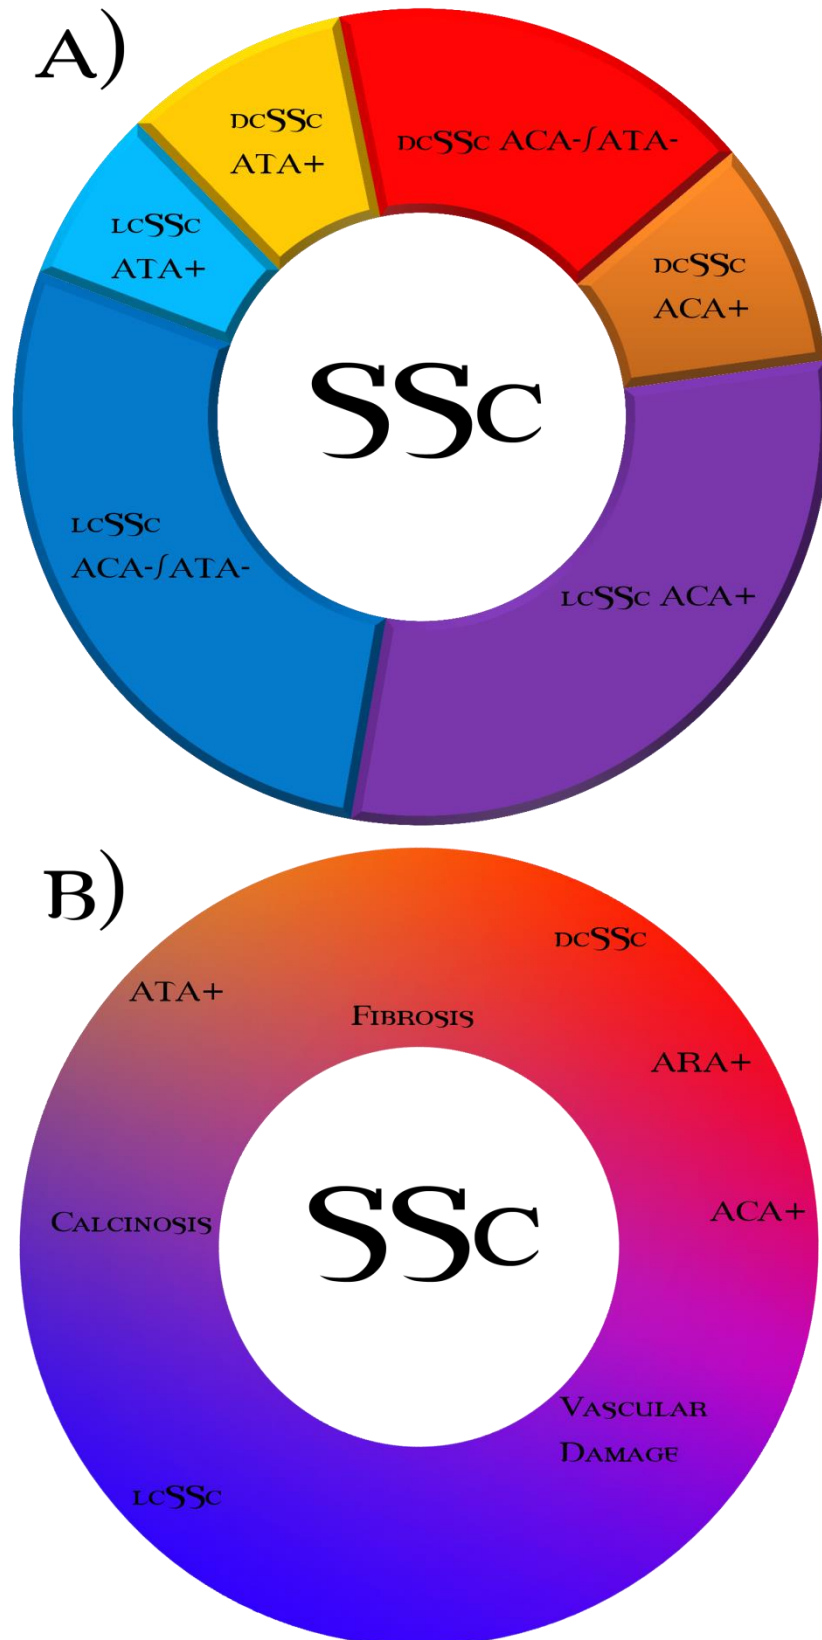 A)
dcSSc
ATA+
dcSSc ACA-/ATA-
lcSSc
ATA+
dcSSc
ACA+
SSc
lcSSc
ACA-/ATA-
lcSSc ACA+
B)
dcSSc
ATA+
Fibrosis
ARA+
Calcinosis
SSc
ACA+
Vascular
Damage
lcSSc